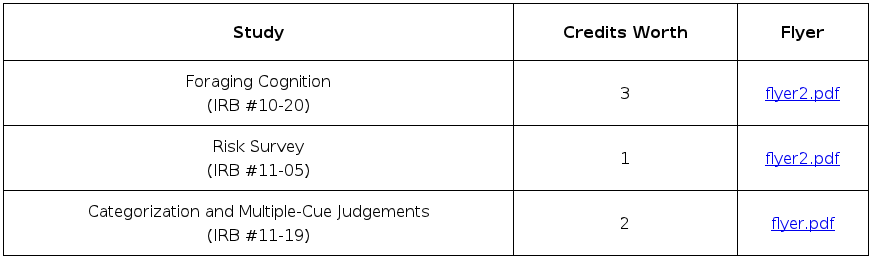 Study Credits Worth Flyer
Foraging Cognition
(IRB #10-20) 3 flyer2.pdf
Risk Survey
(IRB #11-05) 1 flyer2.pdf
Categorization and Multiple-Cue Judgements
(IRB #11-19) 2 flyer.pdf